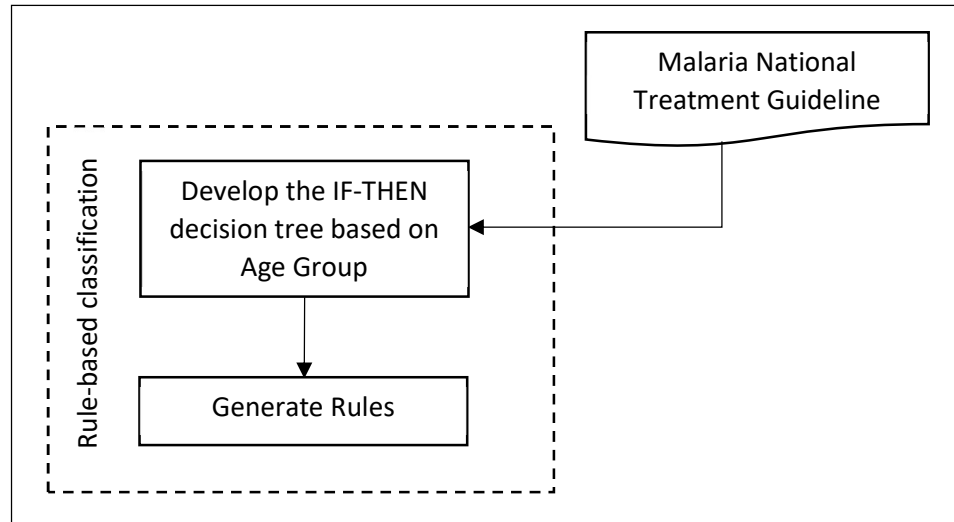 Malaria National
Treatment Guideline
Rule-based classification
Develop the IF-THEN
decision tree based on
Age Group
Generate Rules